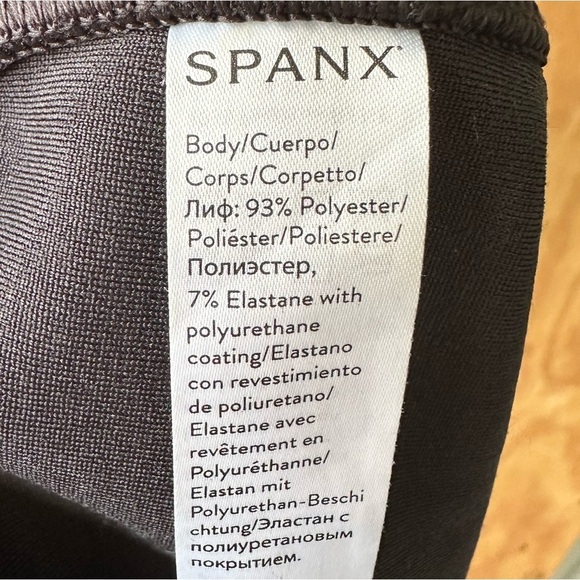 SPANX®
Body/Cuerpo/
Corps/Corpetto/
Лиф: 93% Polyester/
Poliéster/Poliestere/
Полиэстер,
7% Elastane with
polyurethane
coating/Elastano
con revestimiento
de poliuretano/
Elastane avec
revêtement en
Polyuréthanne/
Elastan mit
Polyurethan-Beschi
chtung/Эластан с
полиуретановым
покрытием.